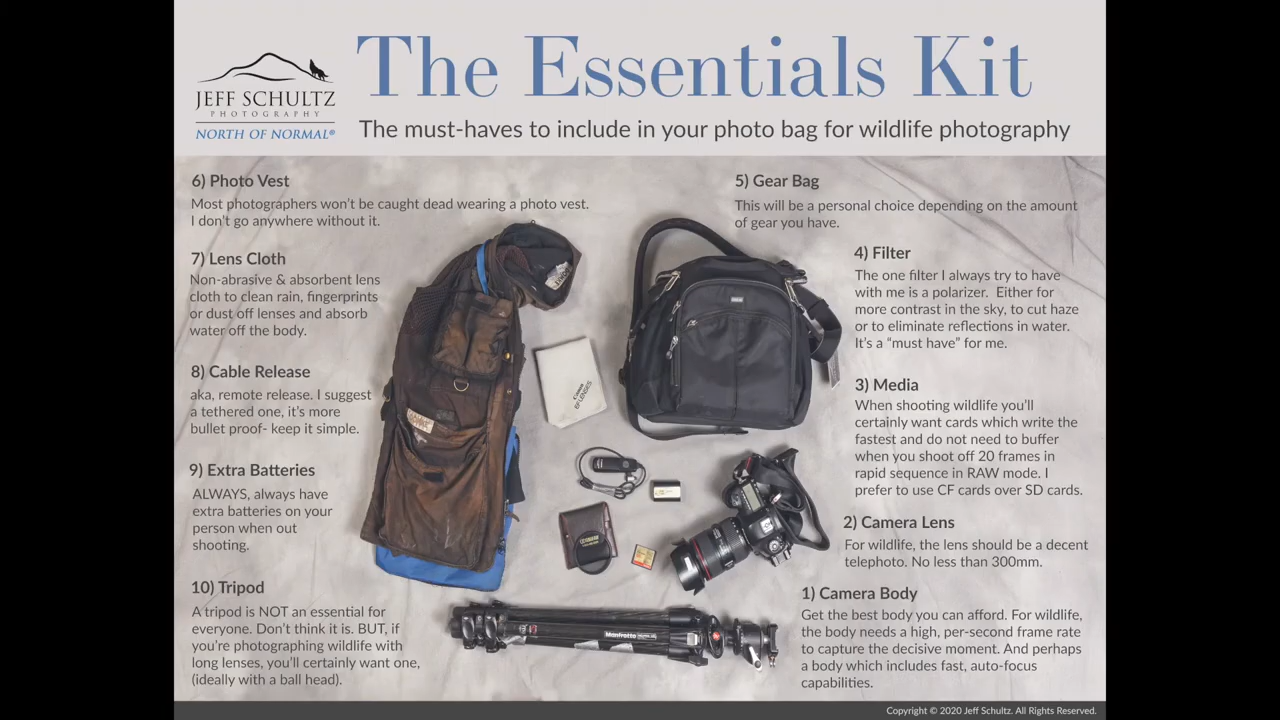 JEFF SCHULTZ
PHOTOGRAPHY
NORTH OF NORMAL®
The Essentials Kit
The must-haves to include in your photo bag for wildlife photography
6) Photo Vest
Most photographers won't be caught dead wearing a photo vest.
I don't go anywhere without it.
7) Lens Cloth
Non-abrasive & absorbent lens
cloth to clean rain, fingerprints
or dust off lenses and absorb
water off the body.
8) Cable Release
aka, remote release. I suggest
a tethered one, it's more
bullet proof- keep it simple.
9) Extra Batteries
ALWAYS, always have
extra batteries on your
person when out
shooting.
10) Tripod
A tripod is NOT an essential for
everyone. Don't think it is. BUT, if
you're photographing wildlife with
long lenses, you'll certainly want one,
(ideally with a ball head).
5) Gear Bag
This will be a personal choice depending on the amount
of gear you have.
4) Filter
The one filter I always try to have
with me is a polarizer.  Either for
more contrast in the sky, to cut haze
or to eliminate reflections in water.
It's a "must have" for me.
3) Media
When shooting wildlife you'll
certainly want cards which write the
fastest and do not need to buffer
when you shoot off 20 frames in
rapid sequence in RAW mode. I
prefer to use CF cards over SD cards.
2) Camera Lens
For wildlife, the lens should be a decent
telephoto. No less than 300mm.
1) Camera Body
Get the best body you can afford. For wildlife,
the body needs a high, per-second frame rate
to capture the decisive moment. And perhaps
a body which includes fast, auto-focus
capabilities.
Canon
EF LENSES
Manfrotto
Copyright © 2020 Jeff Schultz. All Rights Reserved.